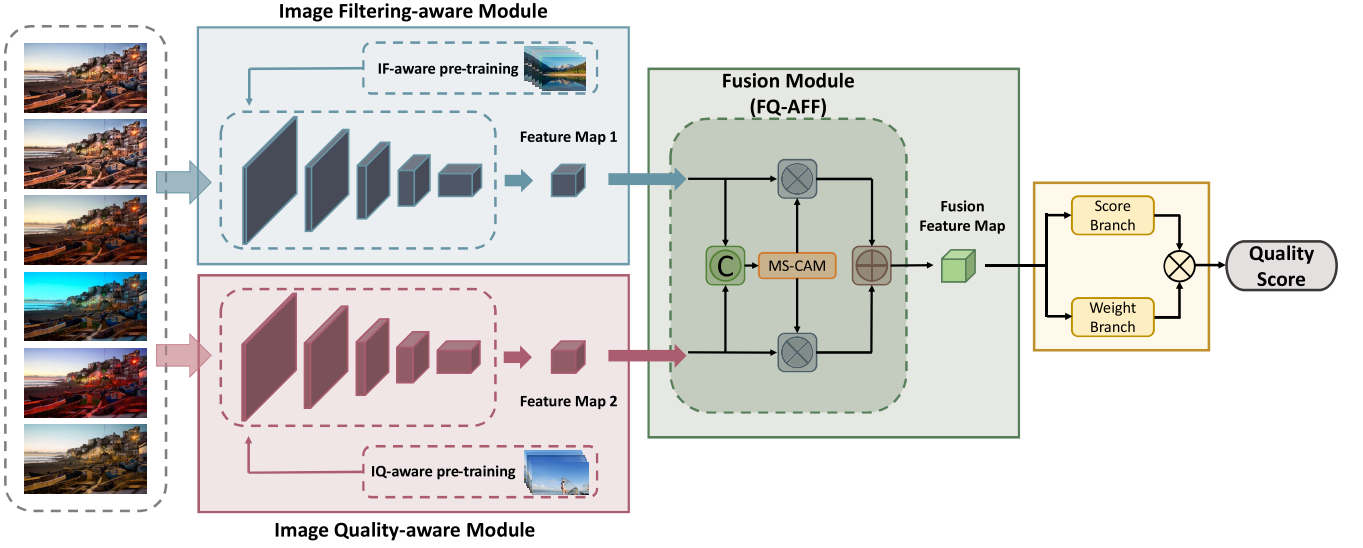 Image Filtering-aware Module
IF-aware pre-training
Feature Map 1
Fusion Module
(FQ-AFF)
C
MS-CAM
Fusion
Feature Map
Score
Branch
Weight
Branch
Quality
Score
Feature Map 2
IQ-aware pre-training
Image Quality-aware Module